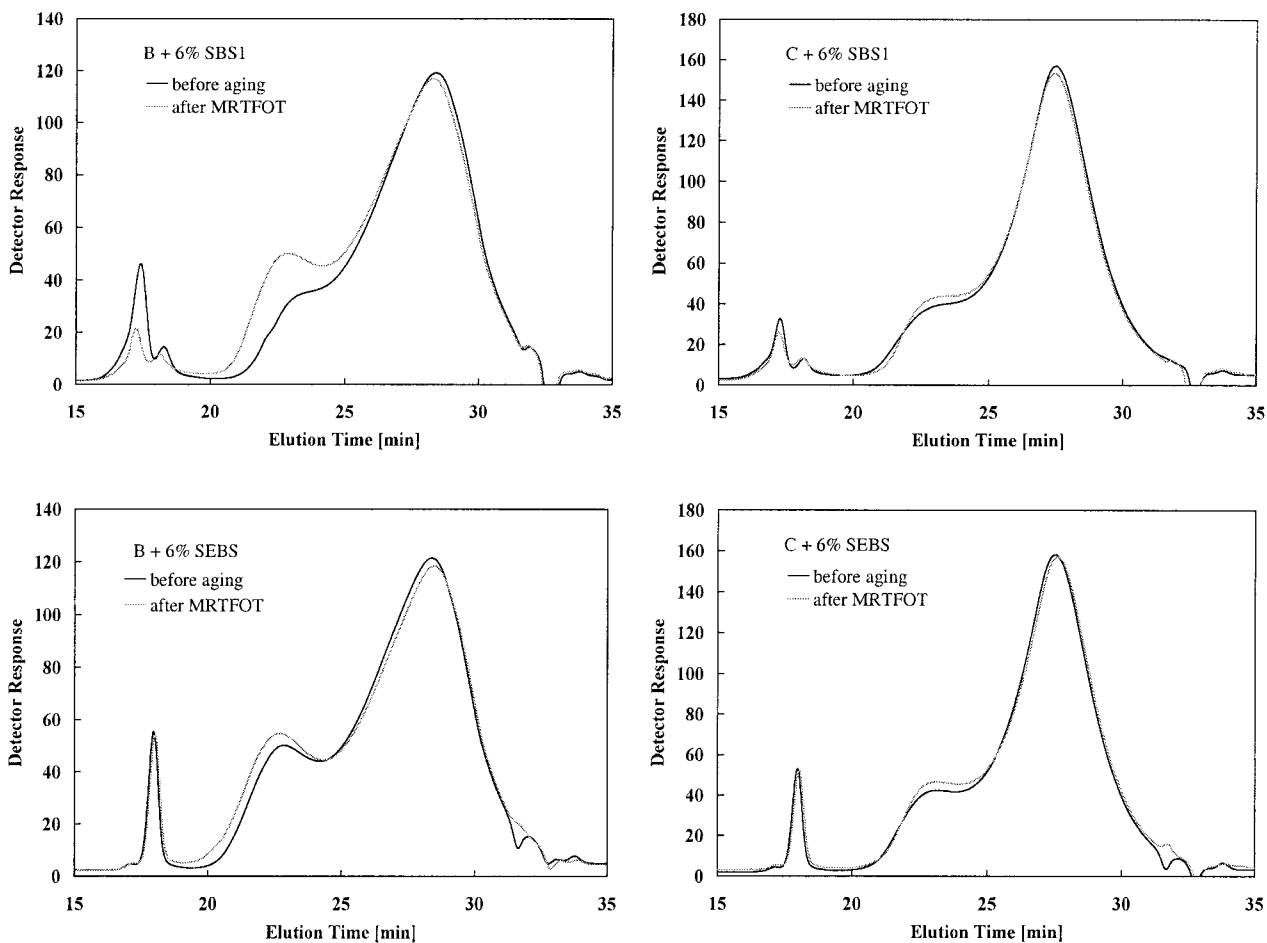 B + 6% SBS1
before aging
after MRTFOT
Detector Response
140
120
100
80
60
40
20
0
15
20
25
30
35
Elution Time [min]
C + 6% SBS1
before aging
after MRTFOT
Detector Response
180
160
140
120
100
80
60
40
20
0
15
20
25
30
35
Elution Time [min]
B + 6% SEBS
before aging
after MRTFOT
Detector Response
140
120
100
80
60
40
20
0
15
20
25
30
35
Elution Time [min]
C + 6% SEBS
before aging
after MRTFOT
Detector Response
180
160
140
120
100
80
60
40
20
0
15
20
25
30
35
Elution Time [min]